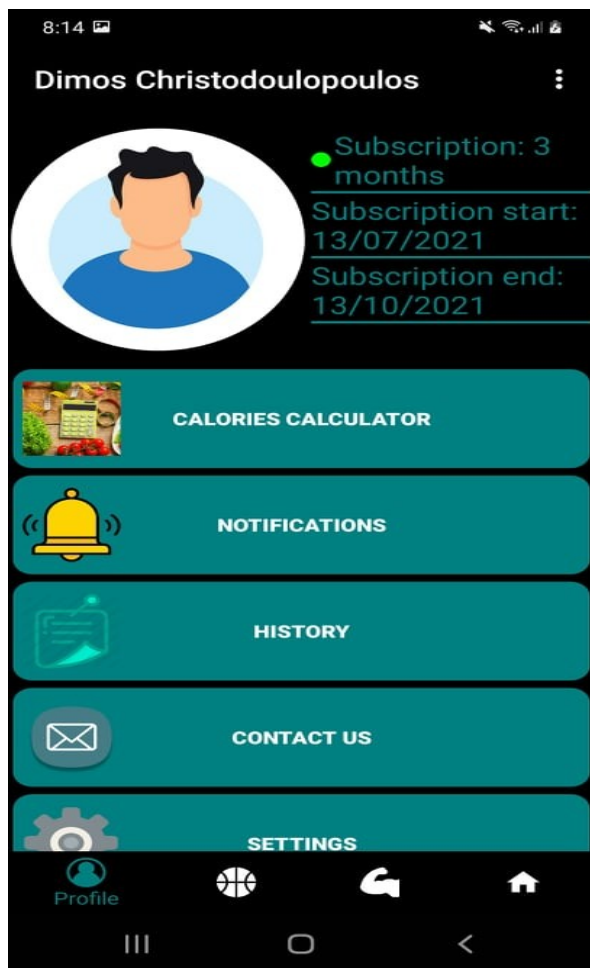 8:14
Dimos Christodoulopoulos
Subscription: 3
months
Subscription start:
13/07/2021
Subscription end:
13/10/2021
CALORIES CALCULATOR
NOTIFICATIONS
HISTORY
CONTACT US
SETTINGS
Profile